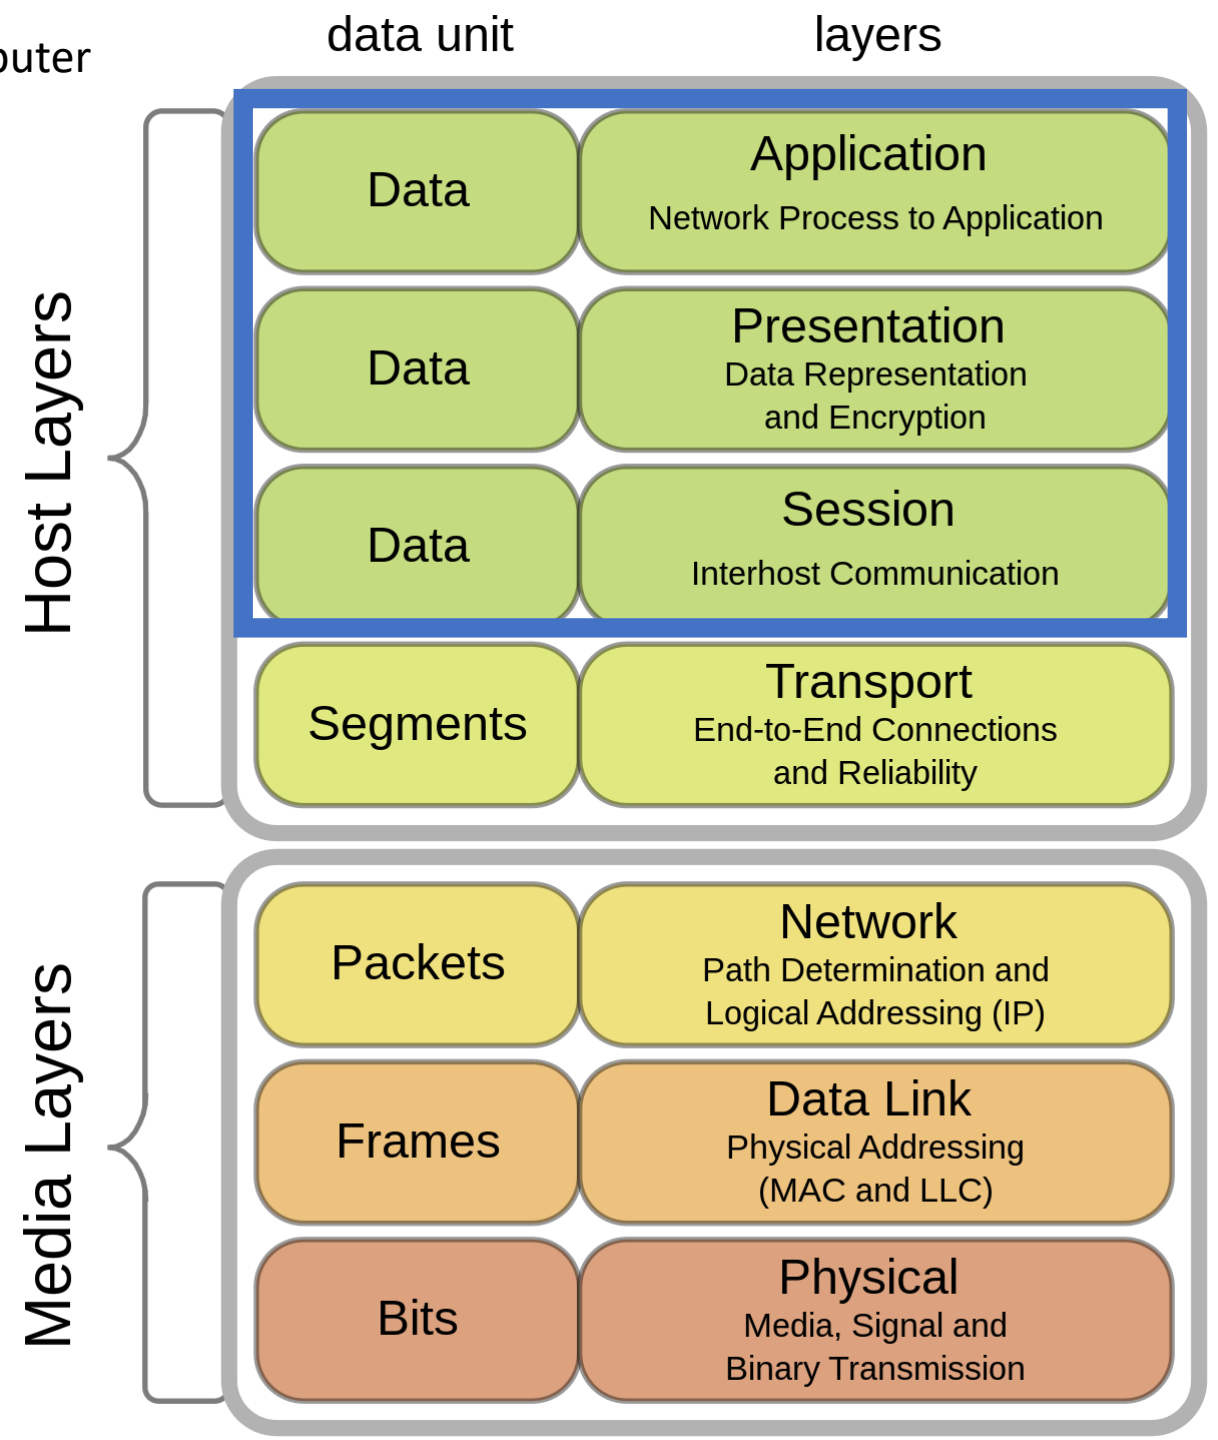 data unit
layers
Host Layers
Data
Application
Network Process to Application
Data
Presentation
Data Representation
and Encryption
Data
Session
Interhost Communication
Segments
Transport
End-to-End Connections
and Reliability
Media Layers
Packets
Network
Path Determination and
Logical Addressing (IP)
Frames
Data Link
Physical Addressing
(MAC and LLC)
Bits
Physical
Media, Signal and
Binary Transmission